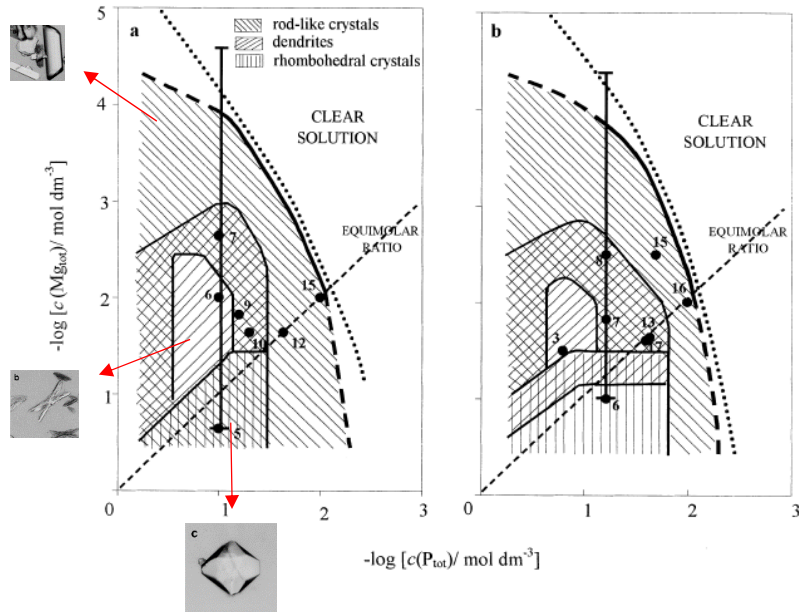 a
rod-like crystals
dendrites
rhombohedral crystals
CLEAR
SOLUTION
EQUIMOLAR
RATIO
5
4
3
2
1
0
0
1
2
3
7
6
9
10
15
12
5
-log [c (Mgtot)/ mol dm-3]
b
CLEAR
SOLUTION
EQUIMOLAR
RATIO
0
1
2
3
8
15
16
7
13
3
7
6
b
c
-log [c(Ptot)/ mol dm-3]